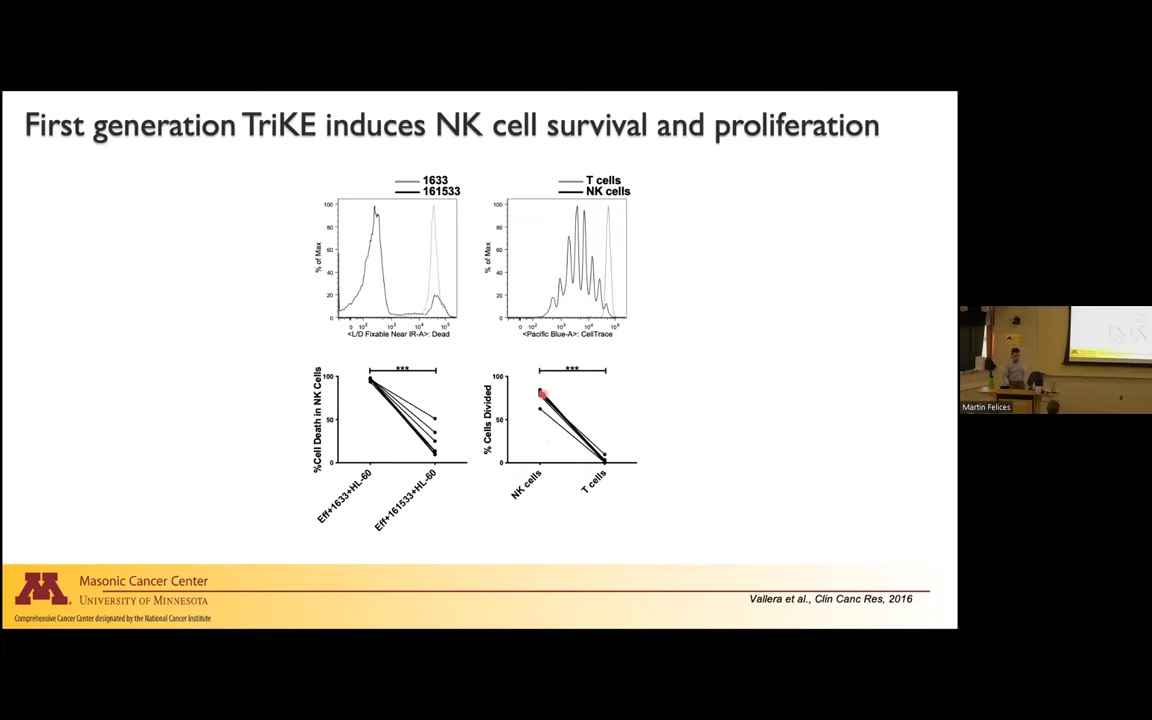 First generation TriKE induces NK cell survival and proliferation
1633
161533
% of Max
100
80
60
40
20
0
0 10² 10³ 10⁴ 10⁵
<L/D Fixable Near IR-A>: Dead
T cells
NK cells
% of Max
100
80
60
40
20
0
0 10² 10³ 10⁴ 10⁵
<Pacific Blue-A>: CellTrace
%Cell Death in NK Cells
100
50
0
***
Eff+1633+HL-60
Eff+161533+HL-60
% Cells Divided
100
50
0
***
NK cells
T cells
Martin Felices
M
Masonic Cancer Center
UNIVERSITY OF MINNESOTA
Comprehensive Cancer Center designated by the National Cancer Institute
Vallera et al., Clin Canc Res, 2016